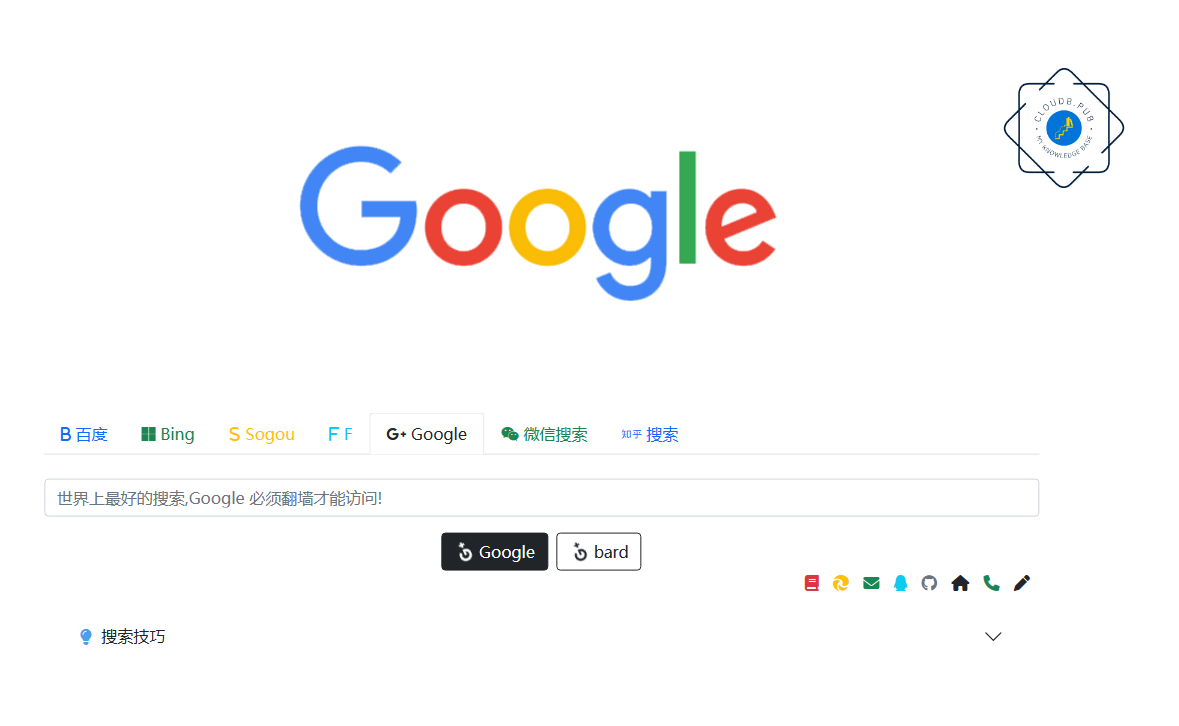 CLOUDB.PUB
MY KNOWLEDGE BASE
Google
B 百度 Bing S Sogou F F G+ Google 微信搜索 知乎 搜索
世界上最好的搜索,Google 必须翻墙才能访问!
Google bard
搜索技巧